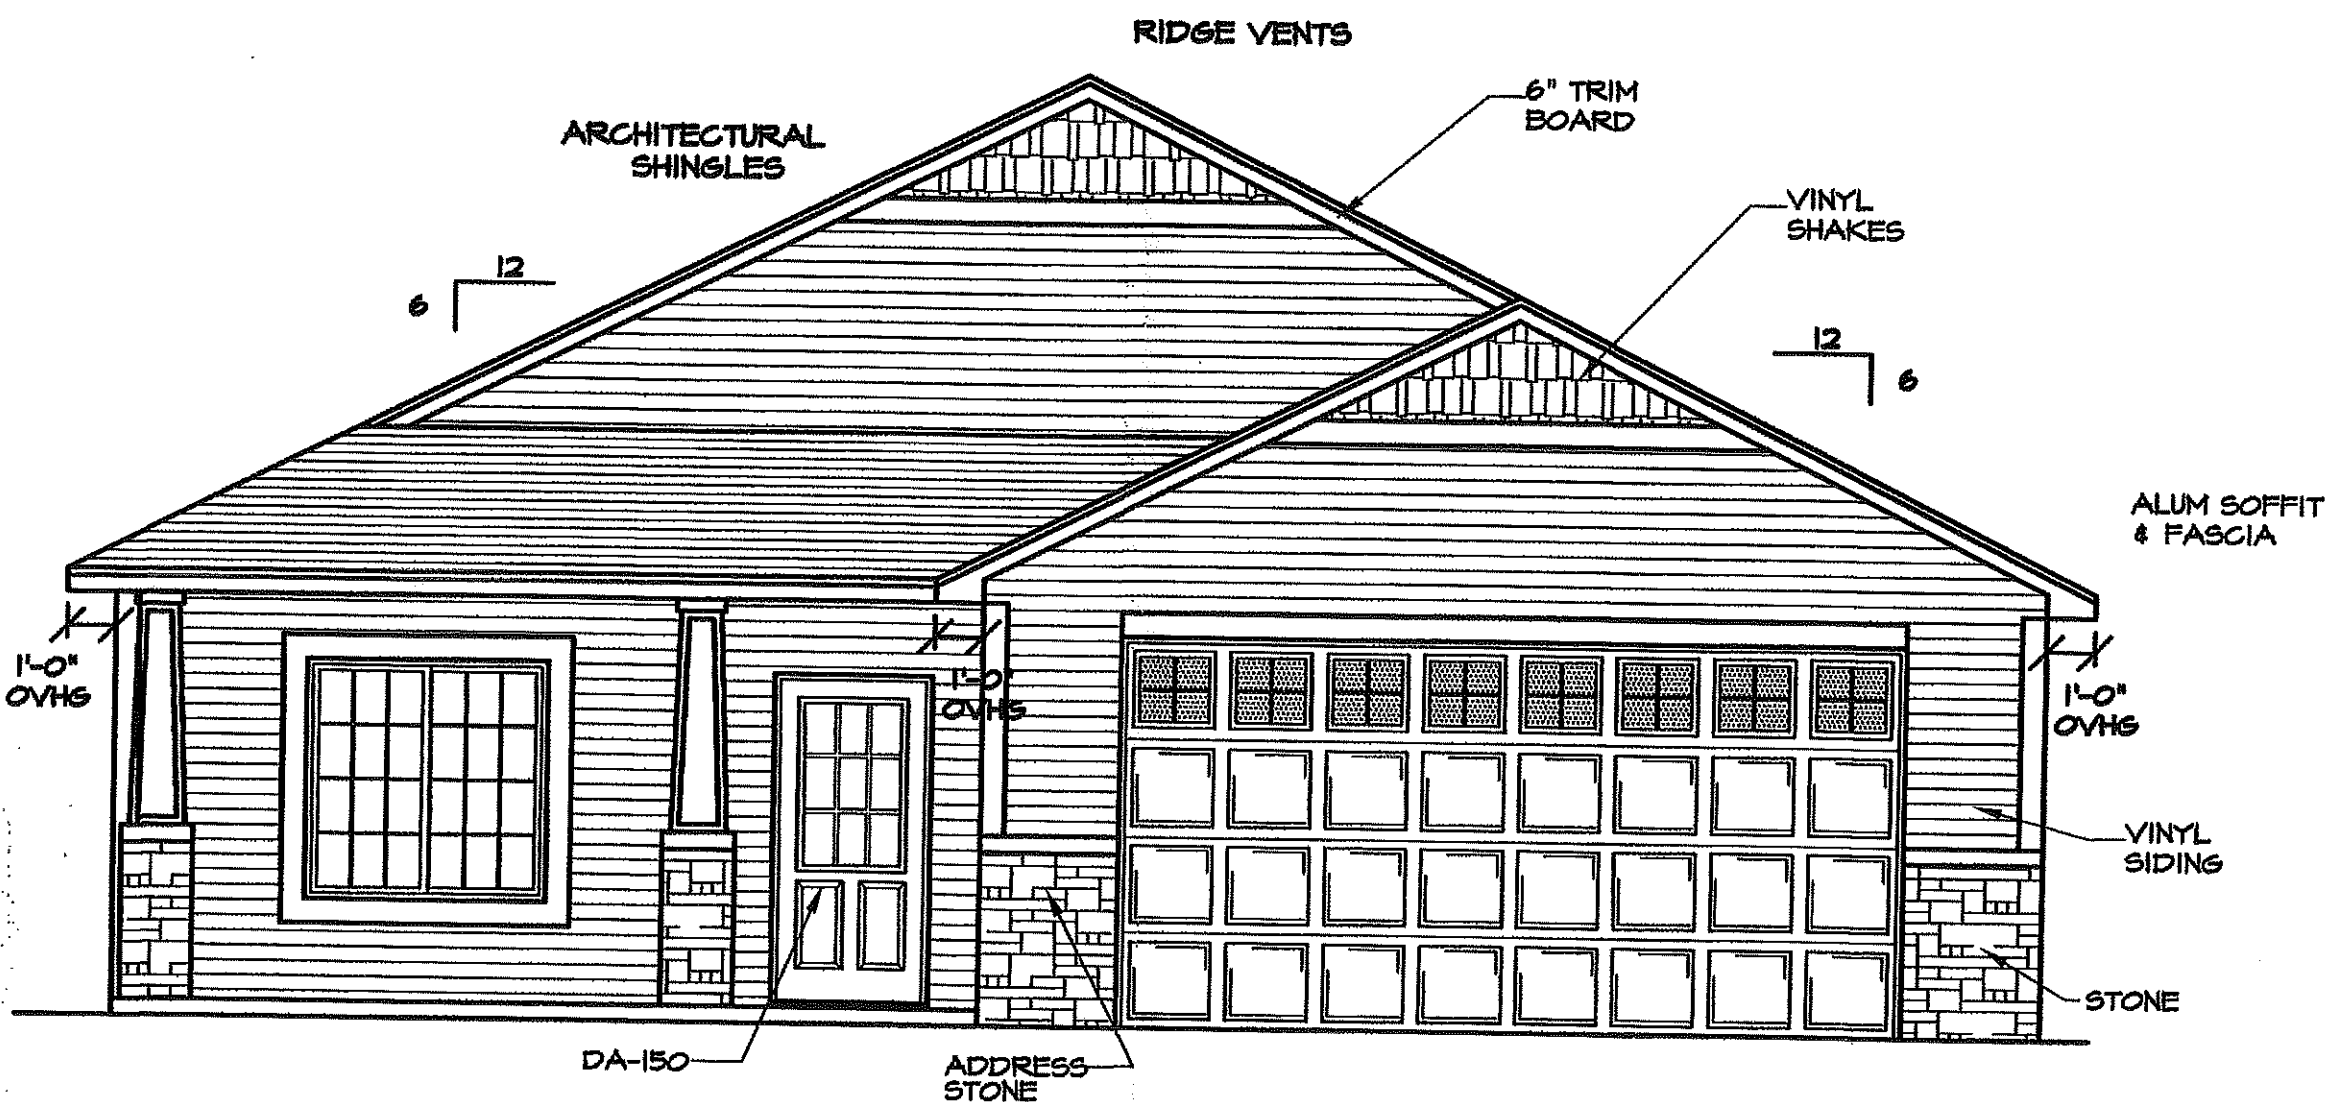 RIDGE VENTS
6" TRIM
BOARD
ARCHITECTURAL
SHINGLES
VINYL
SHAKES
12
6
12
6
ALUM SOFFIT
& FASCIA
1'-0"
OVHG
1'-0"
OVHG
1'-0"
OVHG
VINYL
SIDING
STONE
DA-150
ADDRESS
STONE